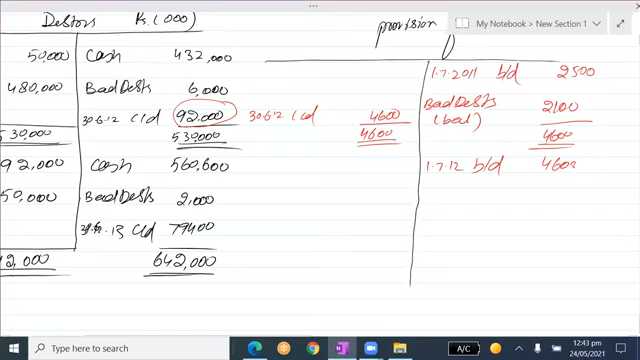 Debtors K(000)
provision
My Notebook › New Section 1
50,000 Cash 432,000
480,000 Bad Debts 6,000
30.6.12 c/d 92,000
530,000 530,000
92,000 Cash 560,600
50,000 Bad Debts 2,000
c/d 79400
2,000 642,000
30.6.12 c/d 4600
4600
1.7.2011 b/d 2500
Bad Debts 2100
(bal)
4600
1.7.12 b/d 460
Type here to search
A/C
12:43 pm
24/05/2021